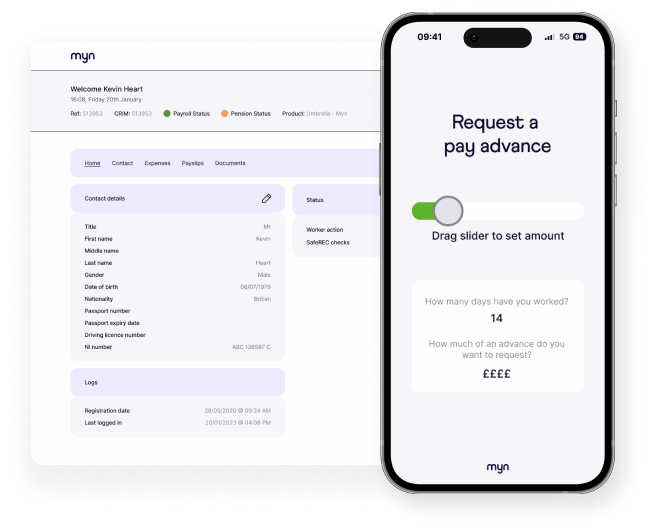 myn
Welcome Kevin Heart
16:08, Friday 20th January
Ref: 513953 CRIM: 513953 Payroll Status Pension Status Product: Umbrella - Myn
Home Contact Expenses Payslips Documents
Contact details
Title Mr
First name Kevin
Middle name
Last name Heart
Gender Male
Date of birth 06/07/1979
Nationality British
Passport number
Passport expiry date
Driving licence number
NI number ABC 126587 C
Logs
Registration date 28/05/2020 @ 09:24 AM
Last logged in 20/01/2023 @ 04:08 PM
Status
Worker action
SafeREC checks
09:41 5G 94
Request a
pay advance
Drag slider to set amount
How many days have you worked?
14
How much of an advance do you
want to request?
££££
myn